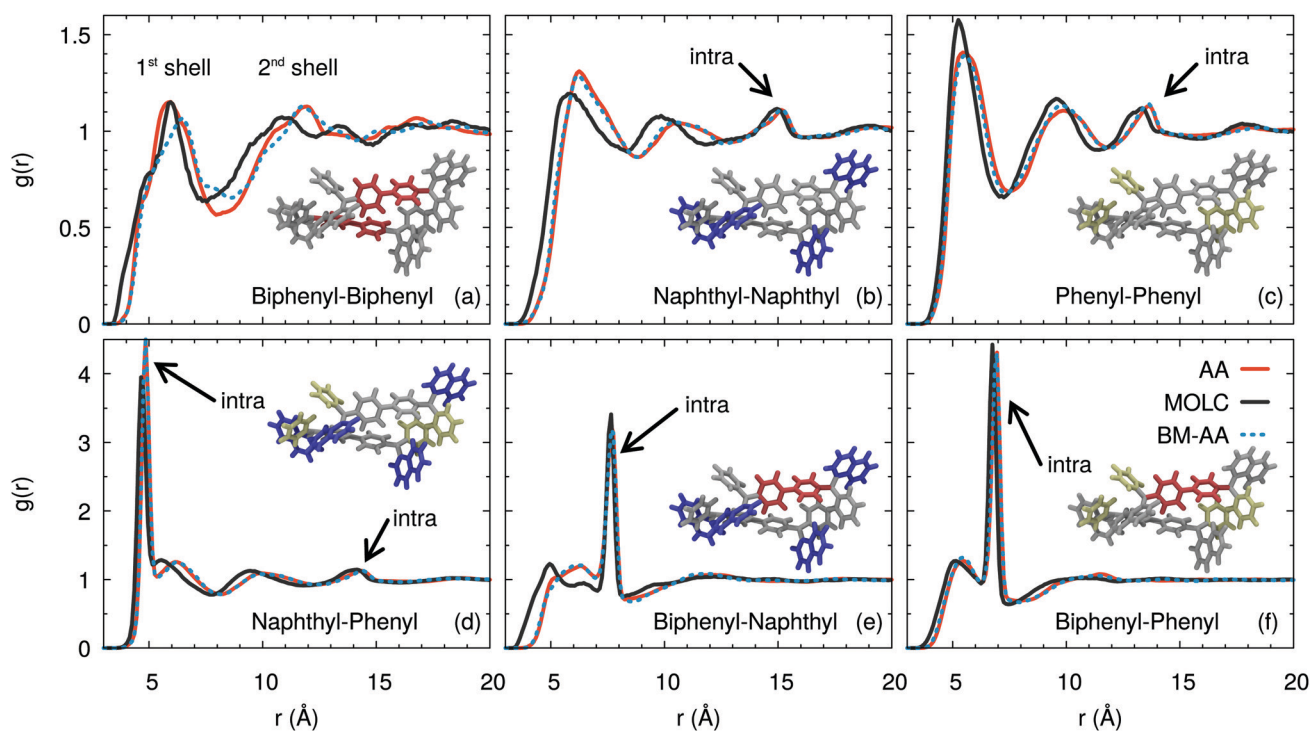 1.5
1
0.5
0
g(r)
1st shell
2nd shell
Biphenyl-Biphenyl (a)
intra
Naphthyl-Naphthyl (b)
intra
Phenyl-Phenyl (c)
4
3
2
1
0
g(r)
intra
intra
Naphthyl-Phenyl (d)
5 10 15 20
r (Å)
intra
Biphenyl-Naphthyl (e)
5 10 15 20
r (Å)
AA
MOLC
BM-AA
intra
Biphenyl-Phenyl (f)
5 10 15 20
r (Å)